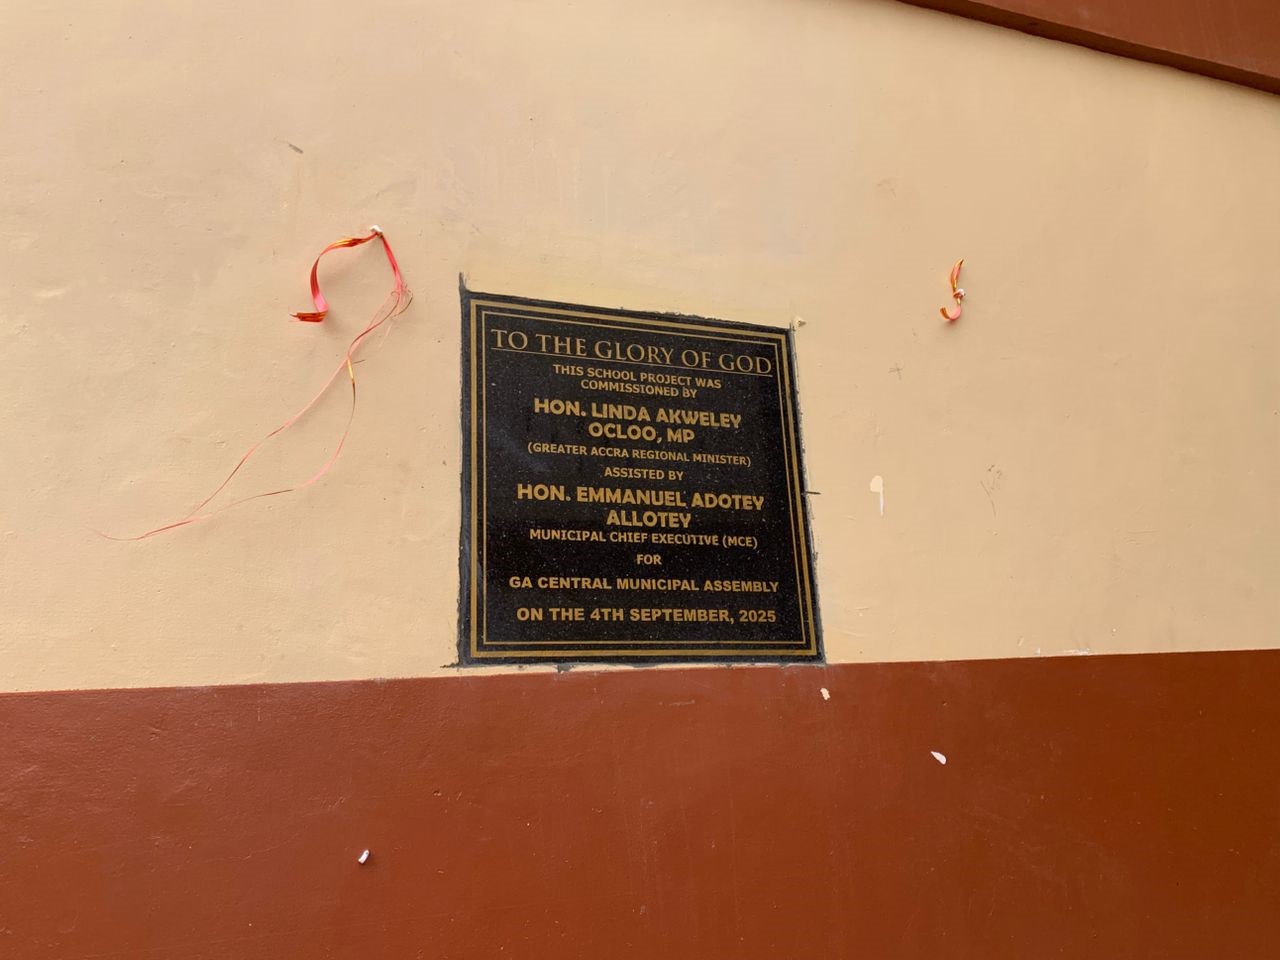 TO THE GLORY OF GOD
THIS SCHOOL PROJECT WAS
COMMISSIONED BY
HON. LINDA AKWELEY
OCLOO, MP
(GREATER ACCRA REGIONAL MINISTER)
ASSISTED BY
HON. EMMANUEL ADOTEY
ALLOTEY
MUNICIPAL CHIEF EXECUTIVE (MCE)
FOR
GA CENTRAL MUNICIPAL ASSEMBLY
ON THE 4TH SEPTEMBER, 2025